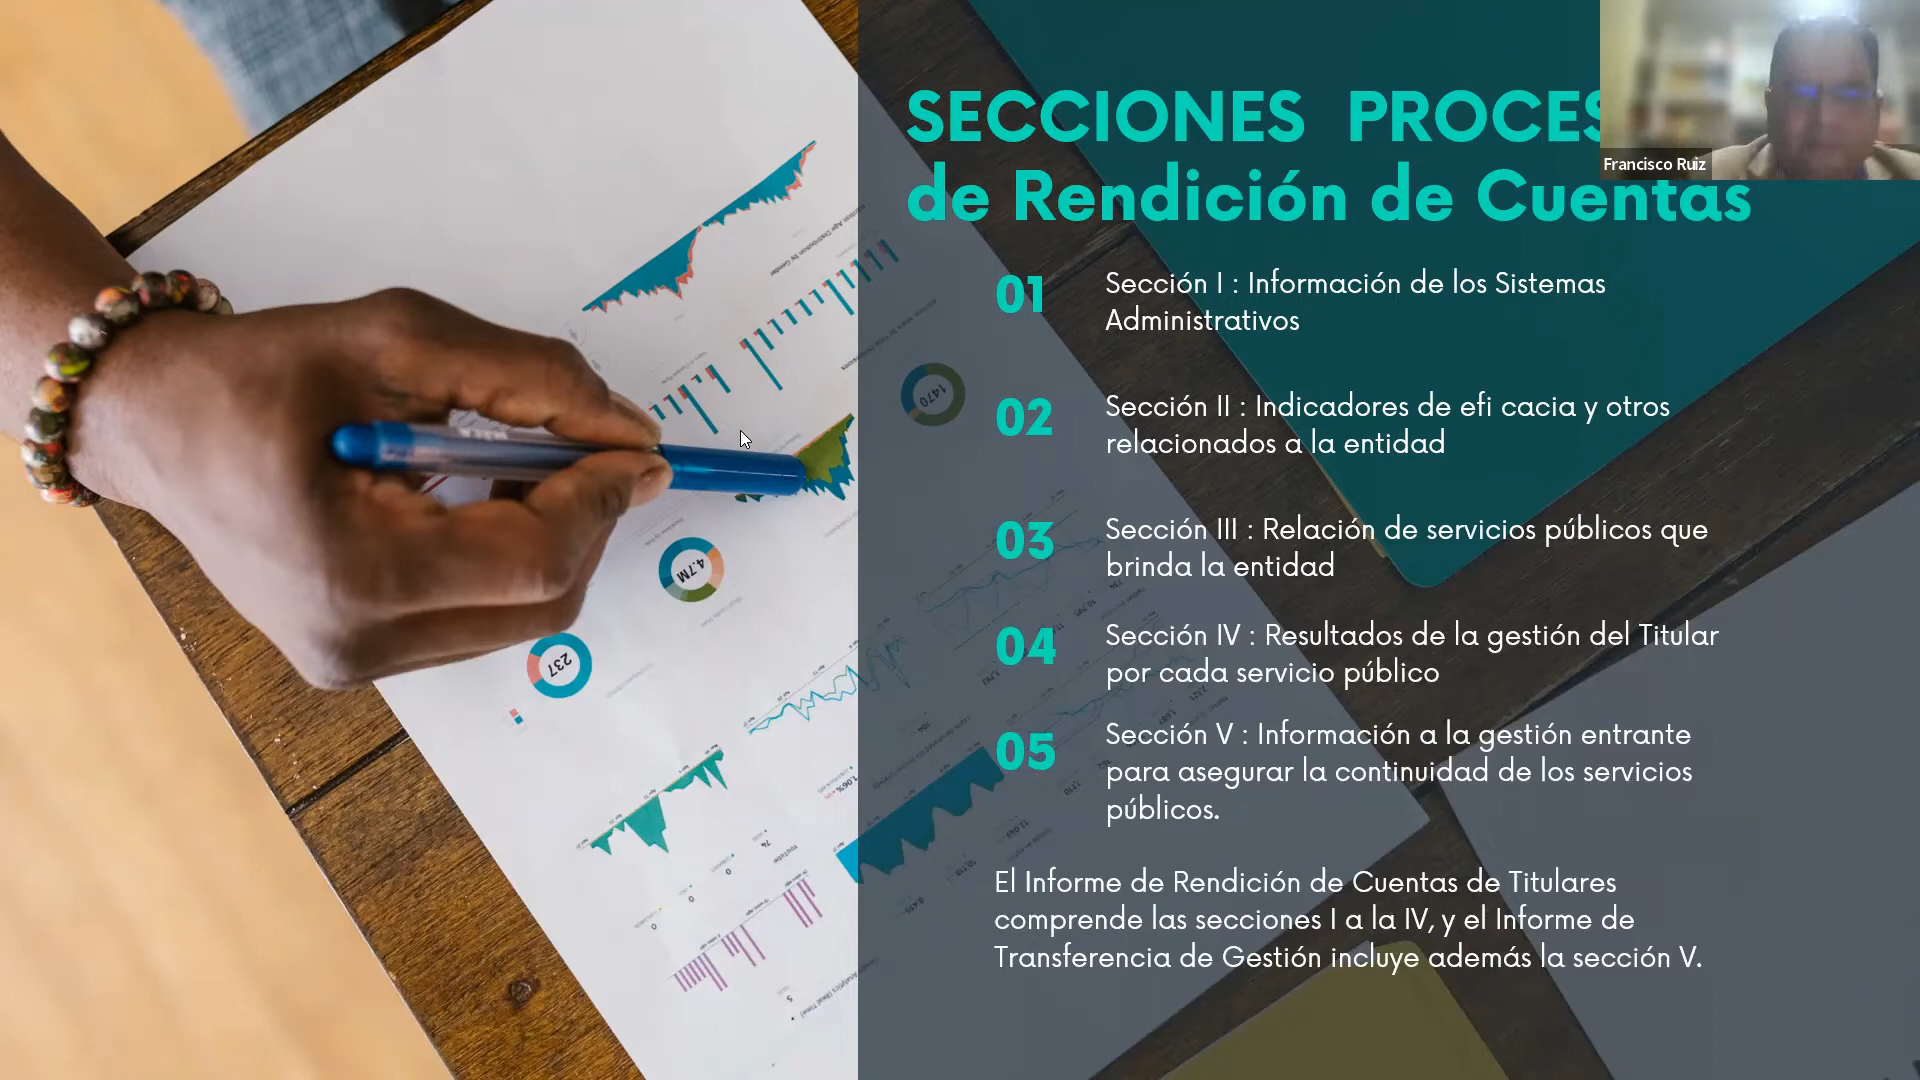 SECCIONES PROCES
de Rendición de Cuentas
Francisco Ruiz
01
Sección I : Información de los Sistemas
Administrativos
02
Sección II : Indicadores de efi cacia y otros
relacionados a la entidad
03
Sección III : Relación de servicios públicos que
brinda la entidad
04
Sección IV : Resultados de la gestión del Titular
por cada servicio público
05
Sección V : Información a la gestión entrante
para asegurar la continuidad de los servicios
públicos.
El Informe de Rendición de Cuentas de Titulares
comprende las secciones I a la IV, y el Informe de
Transferencia de Gestión incluye además la sección V.
1470
4.7M
237